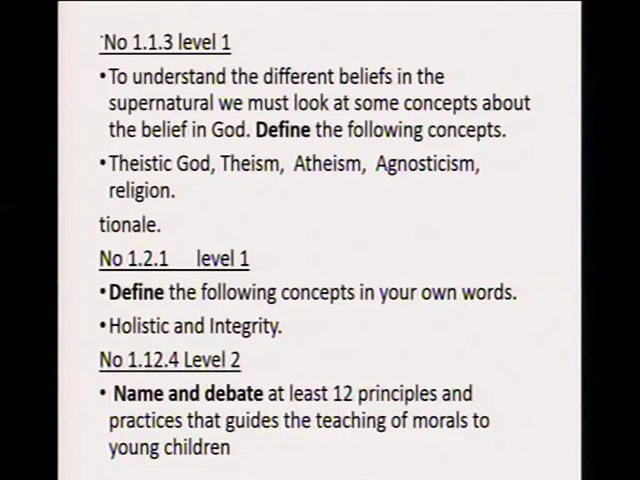 No 1.1.3 level 1
•To understand the different beliefs in the
supernatural we must look at some concepts about
the belief in God. Define the following concepts.
•Theistic God, Theism, Atheism, Agnosticism,
religion.
tionale.
No 1.2.1 level 1
•Define the following concepts in your own words.
•Holistic and Integrity.
No 1.12.4 Level 2
• Name and debate at least 12 principles and
practices that guides the teaching of morals to
young children